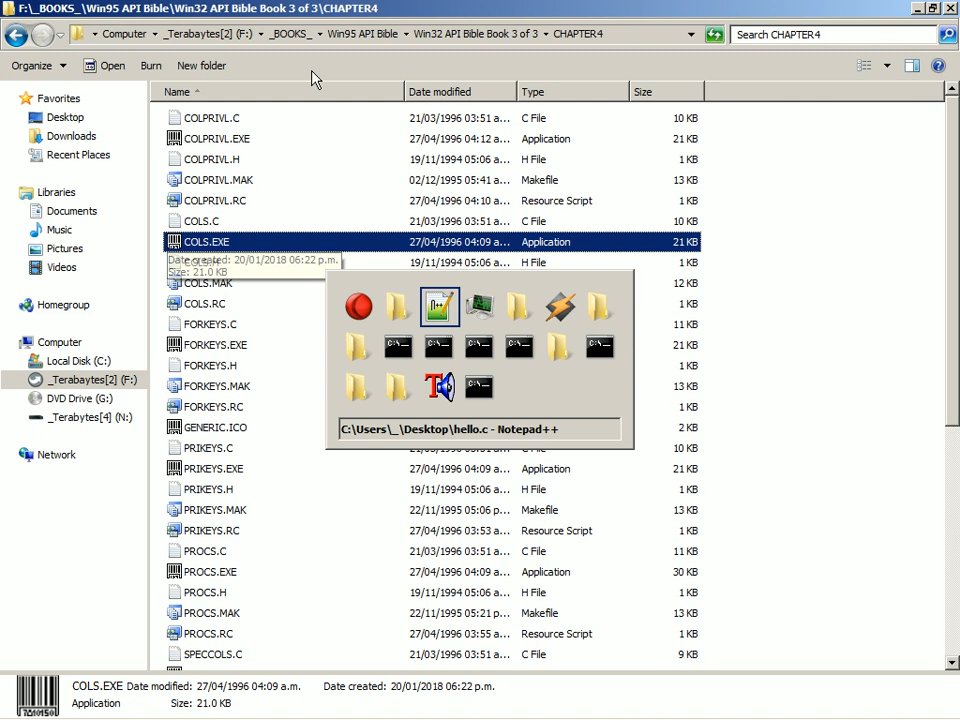 F:\_BOOKS_\Win95 API Bible\Win32 API Bible Book 3 of 3\CHAPTER4
Computer _Terabaytes[2] (F:) _BOOKS_ Win95 API Bible Win32 API Bible Book 3 of 3 CHAPTER4 Search CHAPTER4
Organize Open Burn New folder
Name Date modified Type Size
Favorites
Desktop
Downloads
Recent Places
Libraries
Documents
Music
Pictures
Videos
Homegroup
Computer
Local Disk (C:)
_Terabaytes[2] (F:)
DVD Drive (G:)
_Terabytes[4] (N:)
Network
COLPRIVL.C 21/03/1996 03:51 a... C File 10 KB
COLPRIVL.EXE 27/04/1996 04:12 a... Application 21 KB
COLPRIVL.H 19/11/1994 05:06 a... H File 1 KB
COLPRIVL.MAK 02/12/1995 05:41 a... Makefile 13 KB
COLPRIVL.RC 27/04/1996 04:10 a... Resource Script 1 KB
COLS.C 21/03/1996 03:51 a... C File 10 KB
COLS.EXE 27/04/1996 04:09 a... Application 21 KB
Date created: 20/01/2018 06:22 p.m.
19/11/1994 05:06 a... H File 1 KB
Size: 21.0 KB
COLS.MAK 12 KB
COLS.RC 1 KB
FORKEYS.C 11 KB
FORKEYS.EXE 21 KB
FORKEYS.H 1 KB
FORKEYS.MAK 13 KB
FORKEYS.RC 1 KB
GENERIC.ICO 2 KB
C:\Users\_\Desktop\hello.c - Notepad++
PRIKEYS.C 21/03/1996 03:51 a... C File 10 KB
PRIKEYS.EXE 27/04/1996 04:09 a... Application 21 KB
PRIKEYS.H 19/11/1994 05:06 a... H File 1 KB
PRIKEYS.MAK 22/11/1995 05:06 p... Makefile 13 KB
PRIKEYS.RC 27/04/1996 03:53 a... Resource Script 1 KB
PROCS.C 21/03/1996 03:51 a... C File 11 KB
PROCS.EXE 27/04/1996 04:09 a... Application 30 KB
PROCS.H 19/11/1994 05:06 a... H File 1 KB
PROCS.MAK 22/11/1995 05:21 p... Makefile 13 KB
PROCS.RC 27/04/1996 03:55 a... Resource Script 1 KB
SPECCOLS.C 21/03/1996 03:51 a... C File 9 KB
COLS.EXE Date modified: 27/04/1996 04:09 a.m. Date created: 20/01/2018 06:22 p.m.
Application Size: 21.0 KB